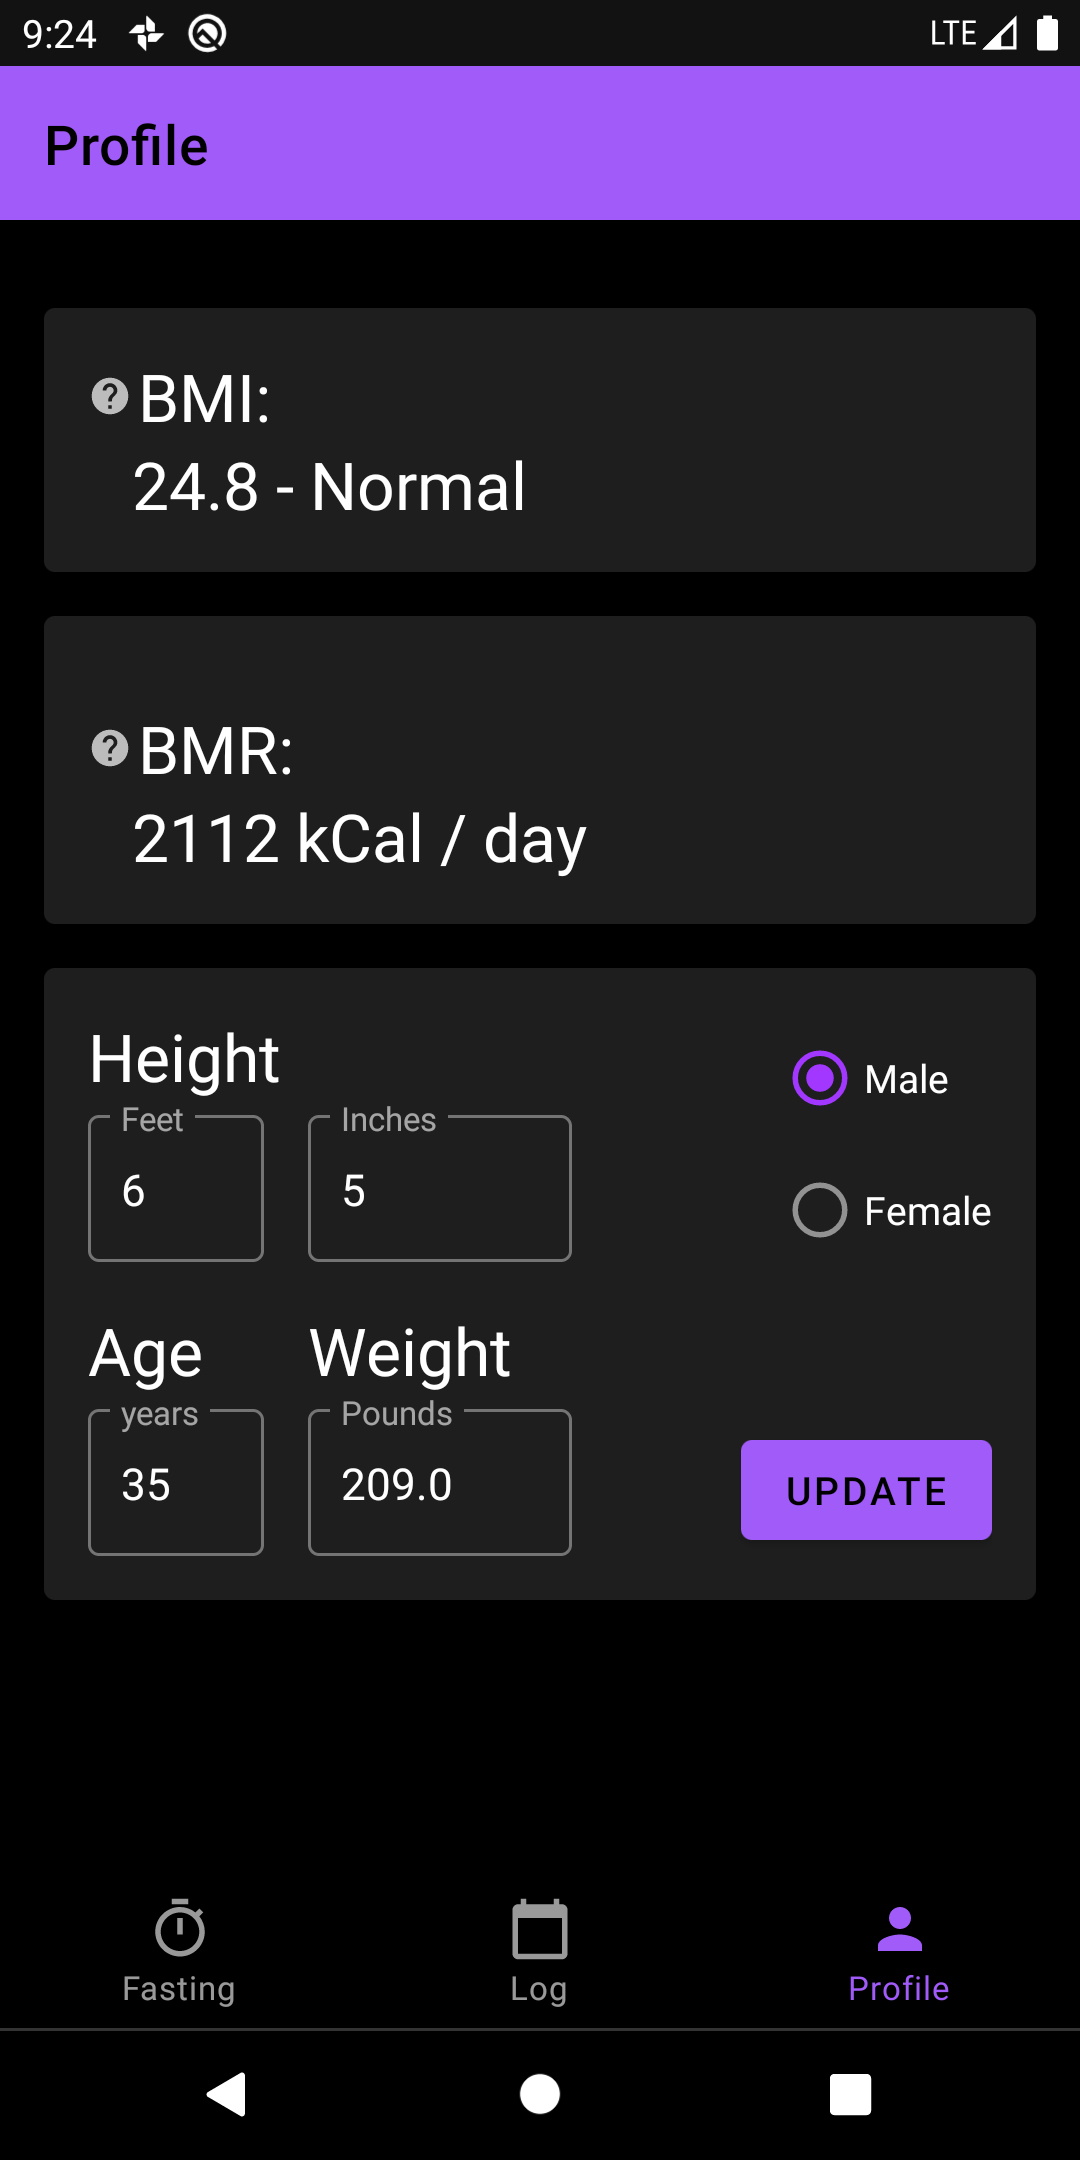 9:24 LTE
Profile
BMI:
24.8 - Normal
BMR:
2112 kCal / day
Height
Male
Feet Inches
6 5
Female
Age Weight
years Pounds
35 209.0
UPDATE
Fasting Log Profile